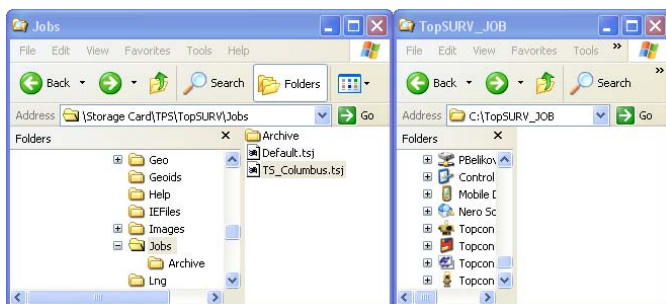 Jobs
File Edit View Favorites Tools Help
Back Search Folders
Address \Storage Card\TPS\TopSURV\Jobs Go
Folders
Geo
Geoids
Help
IEFiles
Images
Jobs
Archive
Lng
Archive
Default.tsj
TS_Columbus.tsj
TopSURV_JOB
File Edit View Favorites Tools »
Back Search »
Address C:\TopSURV_JOB Go
Folders
PBelikov
Control
Mobile D
Nero Sc
Topcon
Topcon
Topcon
Topcon